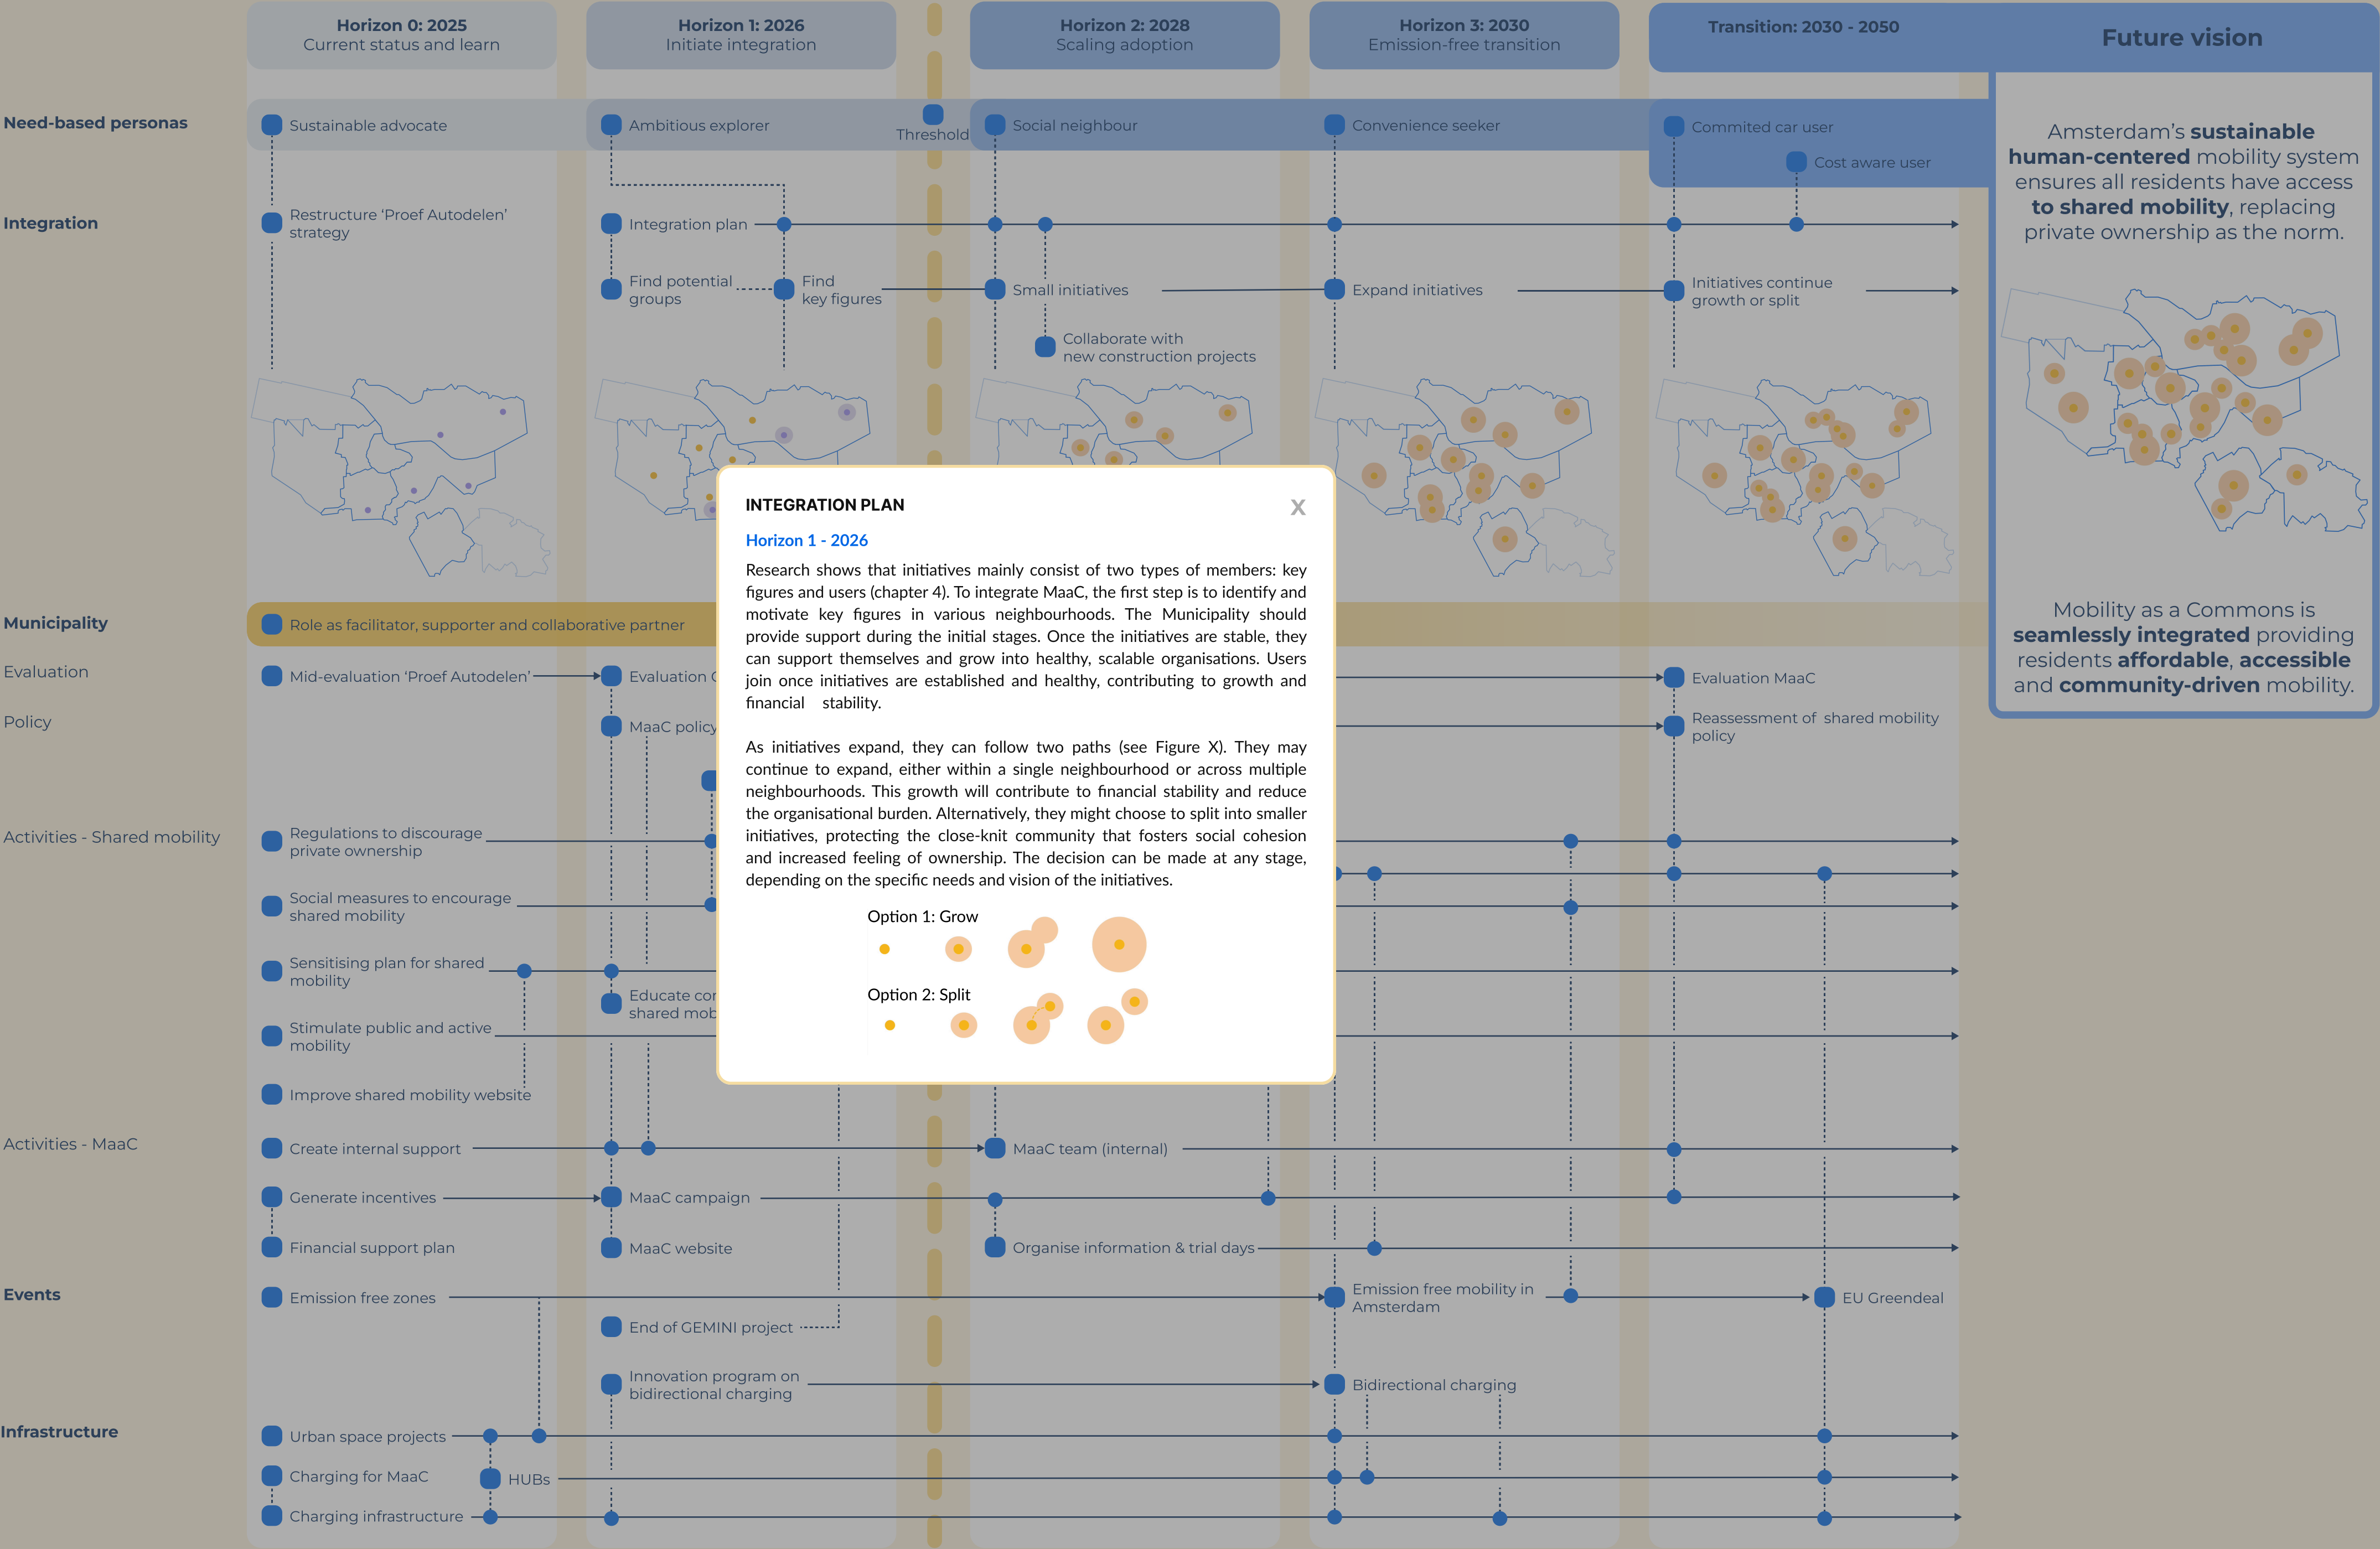 Horizon 0: 2025
Current status and learn
Horizon 1: 2026
Initiate integration
Horizon 2: 2028
Scaling adoption
Horizon 3: 2030
Emission-free transition
Transition: 2030 - 2050
Future vision
Need-based personas
Sustainable advocate
Ambitious explorer
Threshold
Social neighbour
Convenience seeker
Commited car user
Cost aware user
Amsterdam's sustainable
human-centered mobility system
ensures all residents have access
to shared mobility, replacing
private ownership as the norm.
Integration
Restructure 'Proef Autodelen'
strategy
Integration plan
Find potential
groups
Find
key figures
Small initiatives
Collaborate with
new construction projects
Expand initiatives
Initiatives continue
growth or split
INTEGRATION PLAN
X
Horizon 1 - 2026
Research shows that initiatives mainly consist of two types of members: key
figures and users (chapter 4). To integrate MaaC, the first step is to identify and
motivate key figures in various neighbourhoods. The Municipality should
provide support during the initial stages. Once the initiatives are stable, they
can support themselves and grow into healthy, scalable organisations. Users
join once initiatives are established and healthy, contributing to growth and
financial stability.
As initiatives expand, they can follow two paths (see Figure X). They may
continue to expand, either within a single neighbourhood or across multiple
neighbourhoods. This growth will contribute to financial stability and reduce
the organisational burden. Alternatively, they might choose to split into smaller
initiatives, protecting the close-knit community that fosters social cohesion
and increased feeling of ownership. The decision can be made at any stage,
depending on the specific needs and vision of the initiatives.
Option 1: Grow
Option 2: Split
Mobility as a Commons is
seamlessly integrated providing
residents affordable, accessible
and community-driven mobility.
Municipality
Role as facilitator, supporter and collaborative partner
Evaluation
Mid-evaluation 'Proef Autodelen'
Evaluation
Evaluation MaaC
Policy
MaaC policy
Reassessment of shared mobility
policy
Activities - Shared mobility
Regulations to discourage
private ownership
Social measures to encourage
shared mobility
Sensitising plan for shared
mobility
Educate
shared
Stimulate public and active
mobility
Improve shared mobility website
Activities - MaaC
Create internal support
MaaC team (internal)
Generate incentives
MaaC campaign
Financial support plan
MaaC website
Organise information & trial days
Events
Emission free zones
Emission free mobility in
Amsterdam
EU Greendeal
End of GEMINI project
Innovation program on
bidirectional charging
Bidirectional charging
Infrastructure
Urban space projects
Charging for MaaC
HUBs
Charging infrastructure